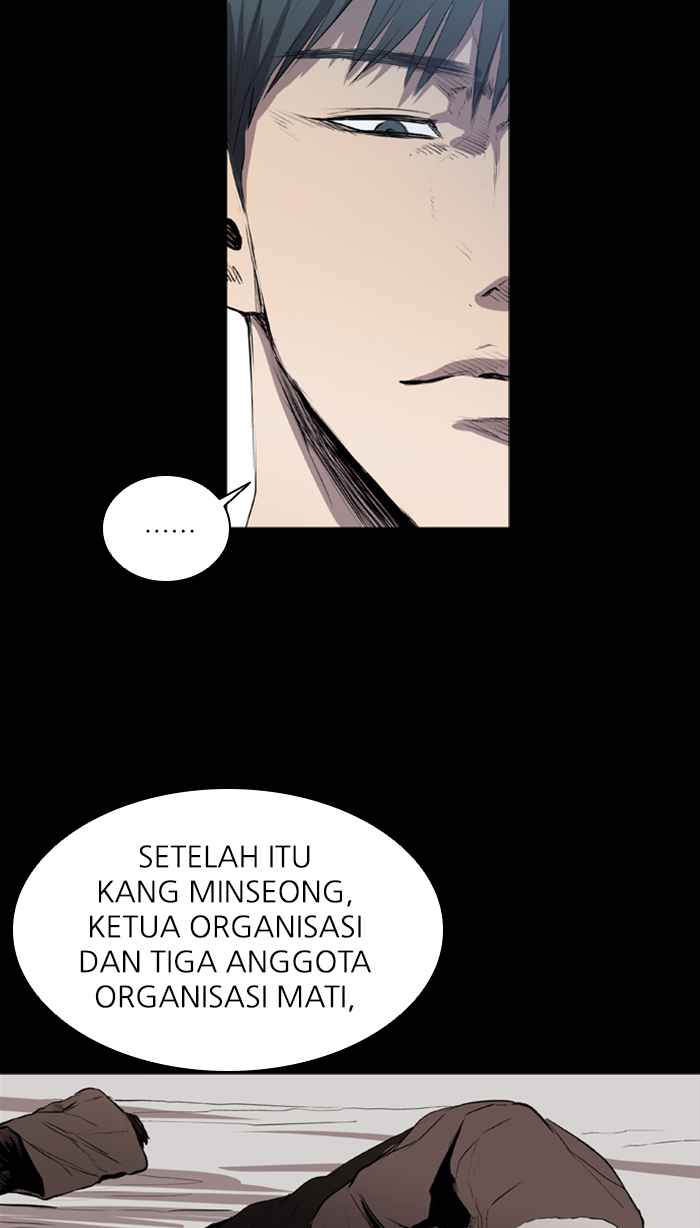 ......
SETELAH ITU
KANG MINSEONG,
KETUA ORGANISASI
DAN TIGA ANGGOTA
ORGANISASI MATI,